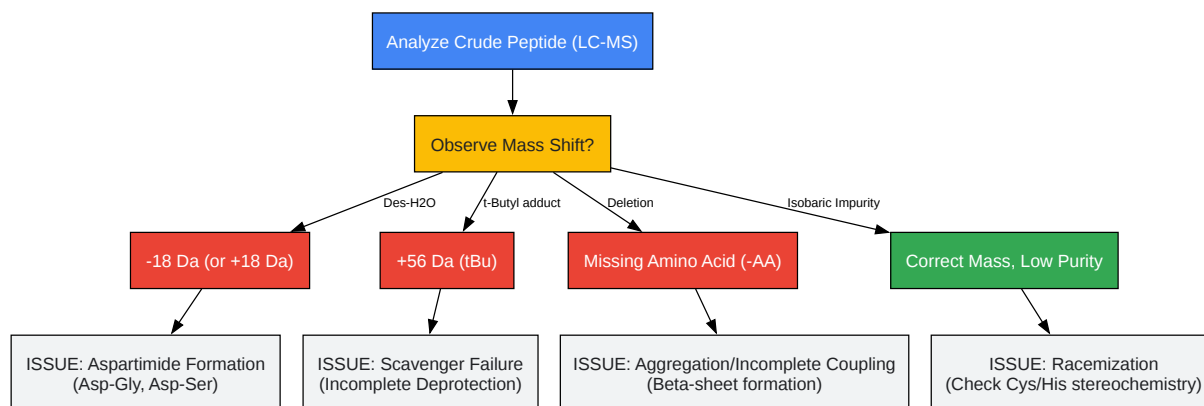 Analyze Crude Peptide (LC-MS)
Observe Mass Shift?
Des-H2O
t-Butyl adduct
Deletion
Isobaric Impurity
-18 Da (or +18 Da)
+56 Da (tBu)
Missing Amino Acid (-AA)
Correct Mass, Low Purity
ISSUE: Aspartimide Formation
(Asp-Gly, Asp-Ser)
ISSUE: Scavenger Failure
(Incomplete Deprotection)
ISSUE: Aggregation/Incomplete Coupling
(Beta-sheet formation)
ISSUE: Racemization
(Check Cys/His stereochemistry)